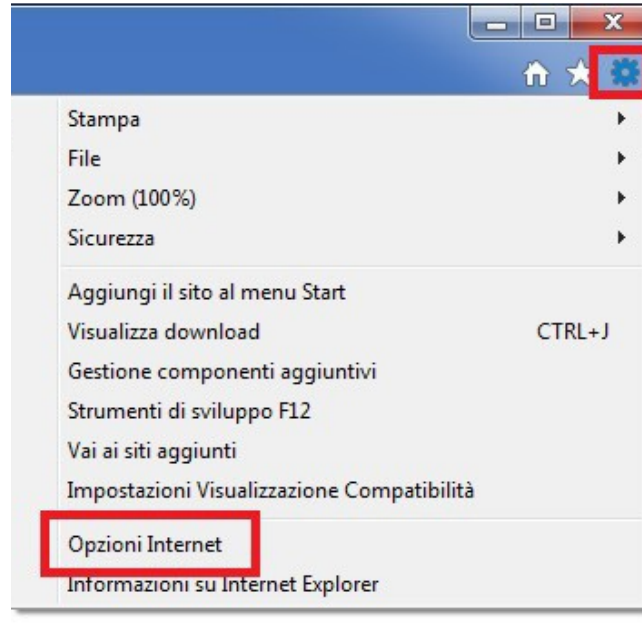 Stampa
File
Zoom (100%)
Sicurezza
Aggiungi il sito al menu Start
Visualizza download CTRL+J
Gestione componenti aggiuntivi
Strumenti di sviluppo F12
Vai ai siti aggiunti
Impostazioni Visualizzazione Compatibilità
Opzioni Internet
Informazioni su Internet Explorer